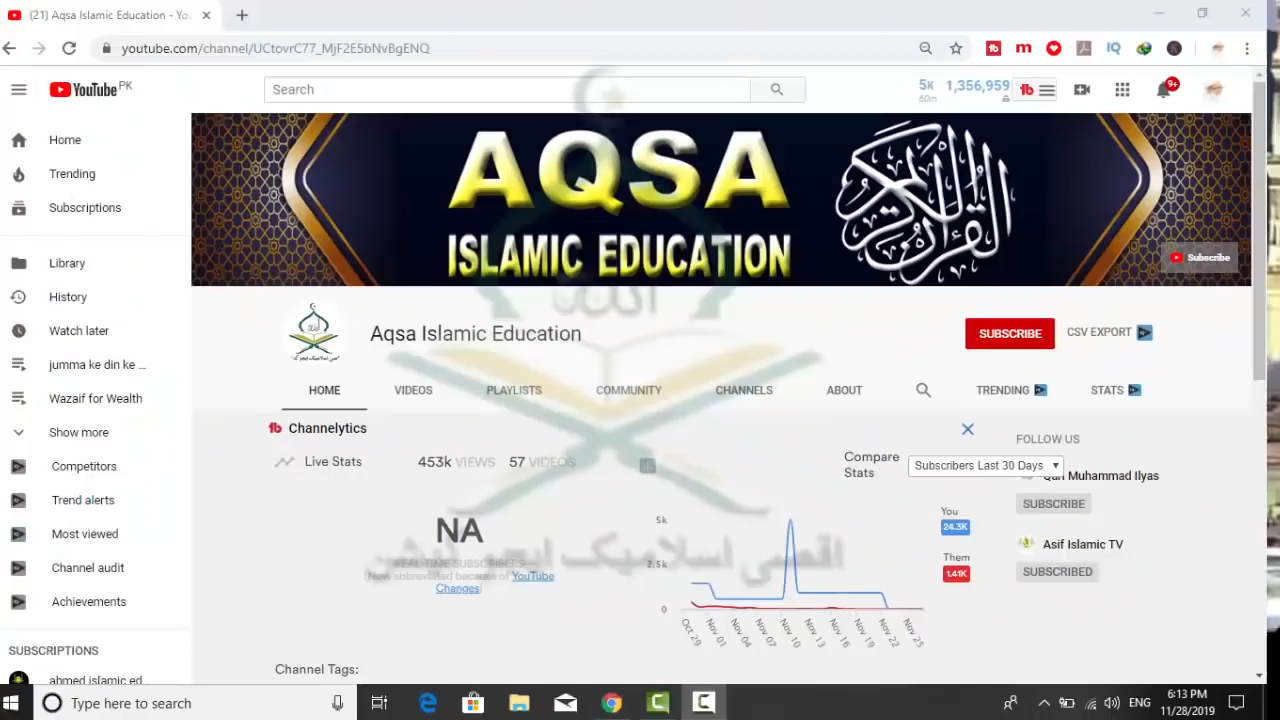 (21) Aqsa Islamic Education - Yo
youtube.com/channel/UCtovrC77_MjF2E5bNvBgENQ
YouTube PK
Search
5K
60m
1,356,959
9+
Home
Trending
Subscriptions
Library
History
Watch later
jumma ke din ke ...
Wazaif for Wealth
Show more
Competitors
Trend alerts
Most viewed
Channel audit
Achievements
SUBSCRIPTIONS
ahmed islamic ed...
AQSA
ISLAMIC EDUCATION
القرآن الكريم
Subscribe
Aqsa Islamic Education
SUBSCRIBE
CSV EXPORT
HOME
VIDEOS
PLAYLISTS
COMMUNITY
CHANNELS
ABOUT
TRENDING
STATS
Channelytics
Live Stats
453k VIEWS 57 VIDEOS
Compare Stats
Subscribers Last 30 Days
NA
REAL-TIME SUBSCRIBERS
(Now abbreviated because of YouTube
Changes)
5k
2.5k
0
Oct 29
Nov 01
Nov 04
Nov 07
Nov 10
Nov 13
Nov 16
Nov 19
Nov 22
Nov 25
You
24.3K
Them
1.41K
FOLLOW US
Qari Muhammad Ilyas
SUBSCRIBE
Asif Islamic TV
SUBSCRIBED
Channel Tags:
اقصی اسلامیک ایجوکیشن
Type here to search
ENG
6:13 PM
11/28/2019